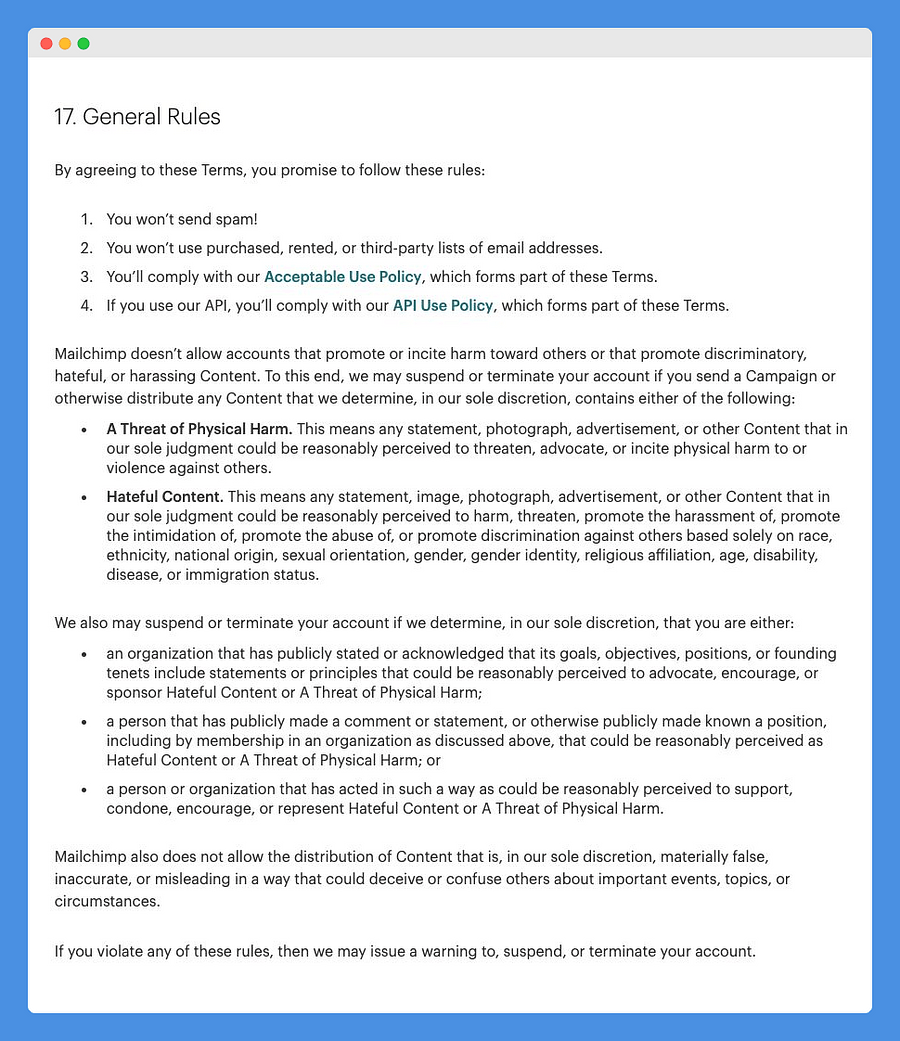 17. General Rules
By agreeing to these Terms, you promise to follow these rules:
1. You won’t send spam!
2. You won’t use purchased, rented, or third-party lists of email addresses.
3. You’ll comply with our Acceptable Use Policy, which forms part of these Terms.
4. If you use our API, you’ll comply with our API Use Policy, which forms part of these Terms.
Mailchimp doesn’t allow accounts that promote or incite harm toward others or that promote discriminatory,
hateful, or harassing Content. To this end, we may suspend or terminate your account if you send a Campaign or
otherwise distribute any Content that we determine, in our sole discretion, contains either of the following:
• A Threat of Physical Harm. This means any statement, photograph, advertisement, or other Content that in
our sole judgment could be reasonably perceived to threaten, advocate, or incite physical harm to or
violence against others.
• Hateful Content. This means any statement, image, photograph, advertisement, or other Content that in
our sole judgment could be reasonably perceived to harm, threaten, promote the harassment of, promote
the intimidation of, promote the abuse of, or promote discrimination against others based solely on race,
ethnicity, national origin, sexual orientation, gender, gender identity, religious affiliation, age, disability,
disease, or immigration status.
We also may suspend or terminate your account if we determine, in our sole discretion, that you are either:
• an organization that has publicly stated or acknowledged that its goals, objectives, positions, or founding
tenets include statements or principles that could be reasonably perceived to advocate, encourage, or
sponsor Hateful Content or A Threat of Physical Harm;
• a person that has publicly made a comment or statement, or otherwise publicly made known a position,
including by membership in an organization as discussed above, that could be reasonably perceived as
Hateful Content or A Threat of Physical Harm; or
• a person or organization that has acted in such a way as could be reasonably perceived to support,
condone, encourage, or represent Hateful Content or A Threat of Physical Harm.
Mailchimp also does not allow the distribution of Content that is, in our sole discretion, materially false,
inaccurate, or misleading in a way that could deceive or confuse others about important events, topics, or
circumstances.
If you violate any of these rules, then we may issue a warning to, suspend, or terminate your account.